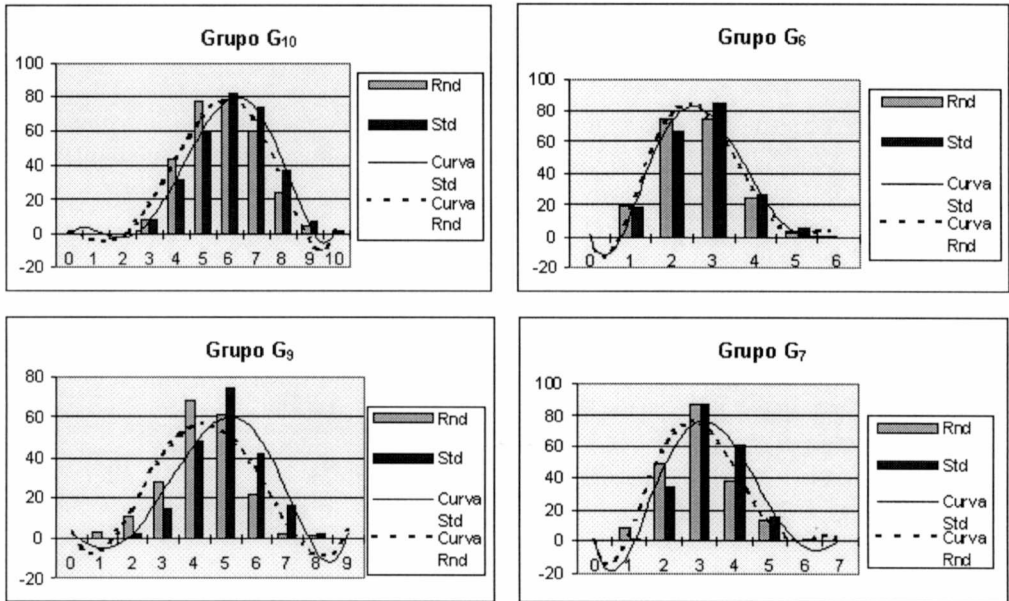 Grupo G10
100
80
60
40
20
0
-20
0 1 2 3 4 5 6 7 8 9 10
Rnd
Std
Curva
Std
Curva
Rnd
Grupo G6
100
80
60
40
20
0
-20
0 1 2 3 4 5 6
Rnd
Std
Curva
Std
Curva
Rnd
Grupo G9
80
60
40
20
0
-20
0 1 2 3 4 5 6 7 8 9
Rnd
Std
Curva
Std
Curva
Rnd
Grupo G7
100
80
60
40
20
0
-20
0 1 2 3 4 5 6 7
Rnd
Std
Curva
Std
Curva
Rnd